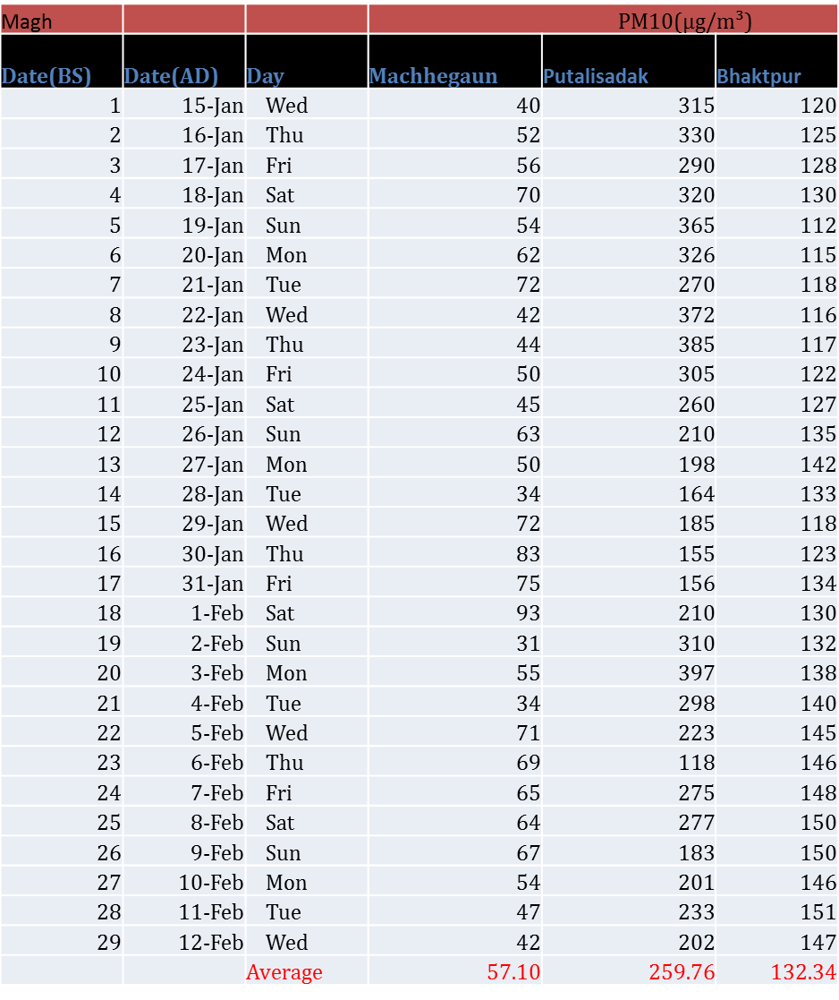 Magh PM10(µg/m³)
Date(BS) Date(AD) Day Machhegaun Putalisadak Bhaktpur
1 15-Jan Wed 40 315 120
2 16-Jan Thu 52 330 125
3 17-Jan Fri 56 290 128
4 18-Jan Sat 70 320 130
5 19-Jan Sun 54 365 112
6 20-Jan Mon 62 326 115
7 21-Jan Tue 72 270 118
8 22-Jan Wed 42 372 116
9 23-Jan Thu 44 385 117
10 24-Jan Fri 50 305 122
11 25-Jan Sat 45 260 127
12 26-Jan Sun 63 210 135
13 27-Jan Mon 50 198 142
14 28-Jan Tue 34 164 133
15 29-Jan Wed 72 185 118
16 30-Jan Thu 83 155 123
17 31-Jan Fri 75 156 134
18 1-Feb Sat 93 210 130
19 2-Feb Sun 31 310 132
20 3-Feb Mon 55 397 138
21 4-Feb Tue 34 298 140
22 5-Feb Wed 71 223 145
23 6-Feb Thu 69 118 146
24 7-Feb Fri 65 275 148
25 8-Feb Sat 64 277 150
26 9-Feb Sun 67 183 150
27 10-Feb Mon 54 201 146
28 11-Feb Tue 47 233 151
29 12-Feb Wed 42 202 147
Average 57.10 259.76 132.34